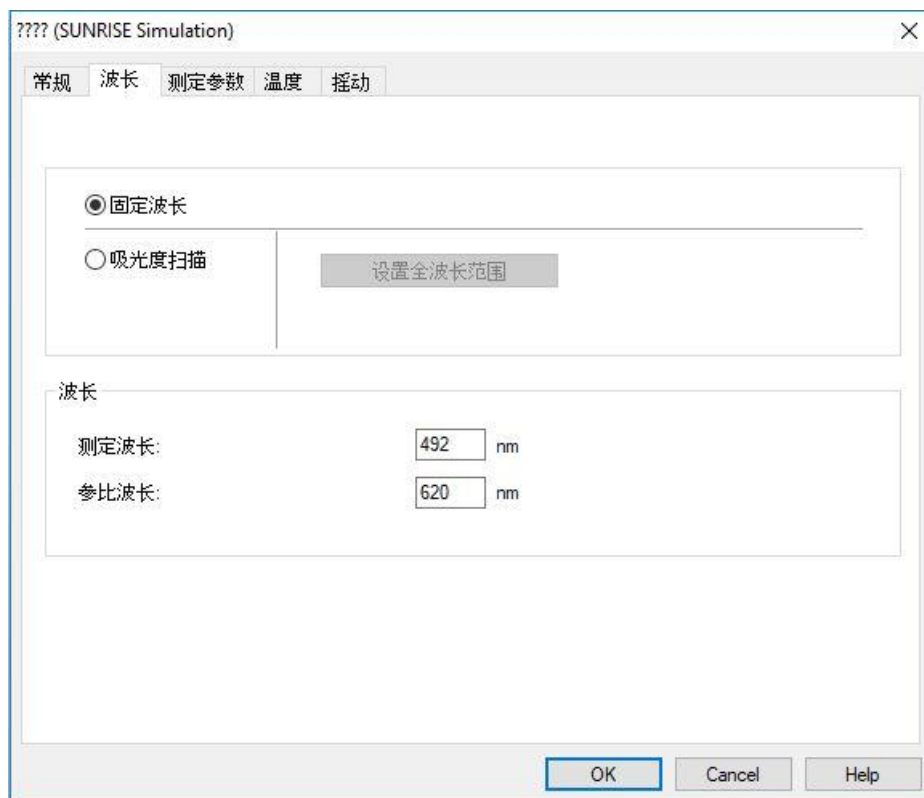 ???? (SUNRISE Simulation)
常规 波长 测定参数 温度 摇动
固定波长
吸光度扫描
设置全波长范围
波长
测定波长: 492 nm
参比波长: 620 nm
OK Cancel Help